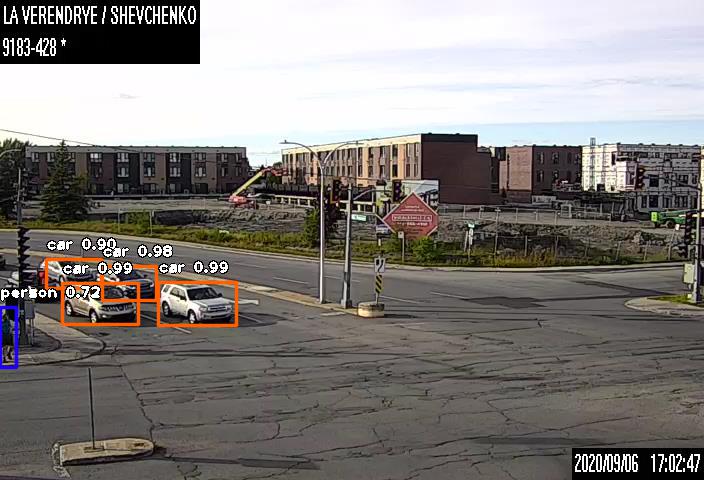 LA VERENDRYE / SHEVCHENKO
9183-428 *
car 0.90
car 0.98
car 0.99
car 0.99
person 0.72
2020/09/06 17:02:47